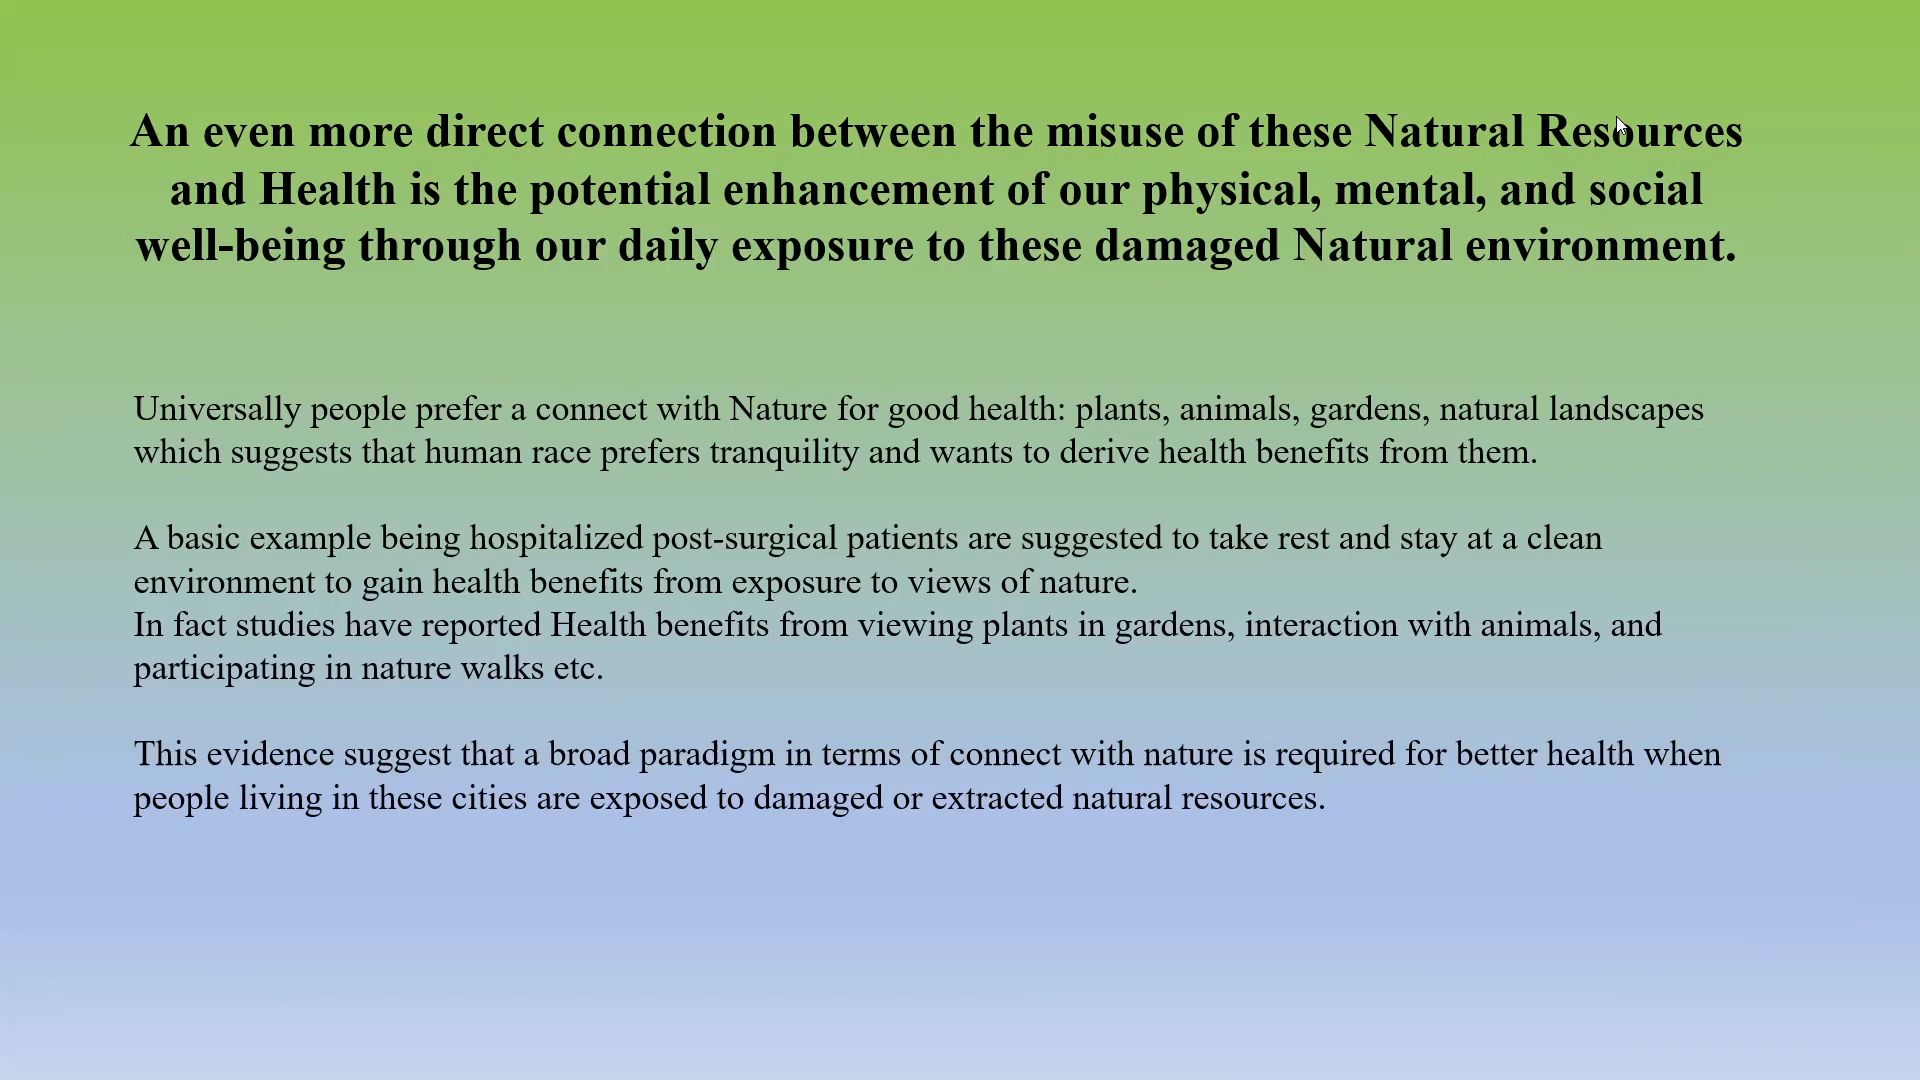 An even more direct connection between the misuse of these Natural Resources
and Health is the potential enhancement of our physical, mental, and social
well-being through our daily exposure to these damaged Natural environment.
Universally people prefer a connect with Nature for good health: plants, animals, gardens, natural landscapes
which suggests that human race prefers tranquility and wants to derive health benefits from them.
A basic example being hospitalized post-surgical patients are suggested to take rest and stay at a clean
environment to gain health benefits from exposure to views of nature.
In fact studies have reported Health benefits from viewing plants in gardens, interaction with animals, and
participating in nature walks etc.
This evidence suggest that a broad paradigm in terms of connect with nature is required for better health when
people living in these cities are exposed to damaged or extracted natural resources.